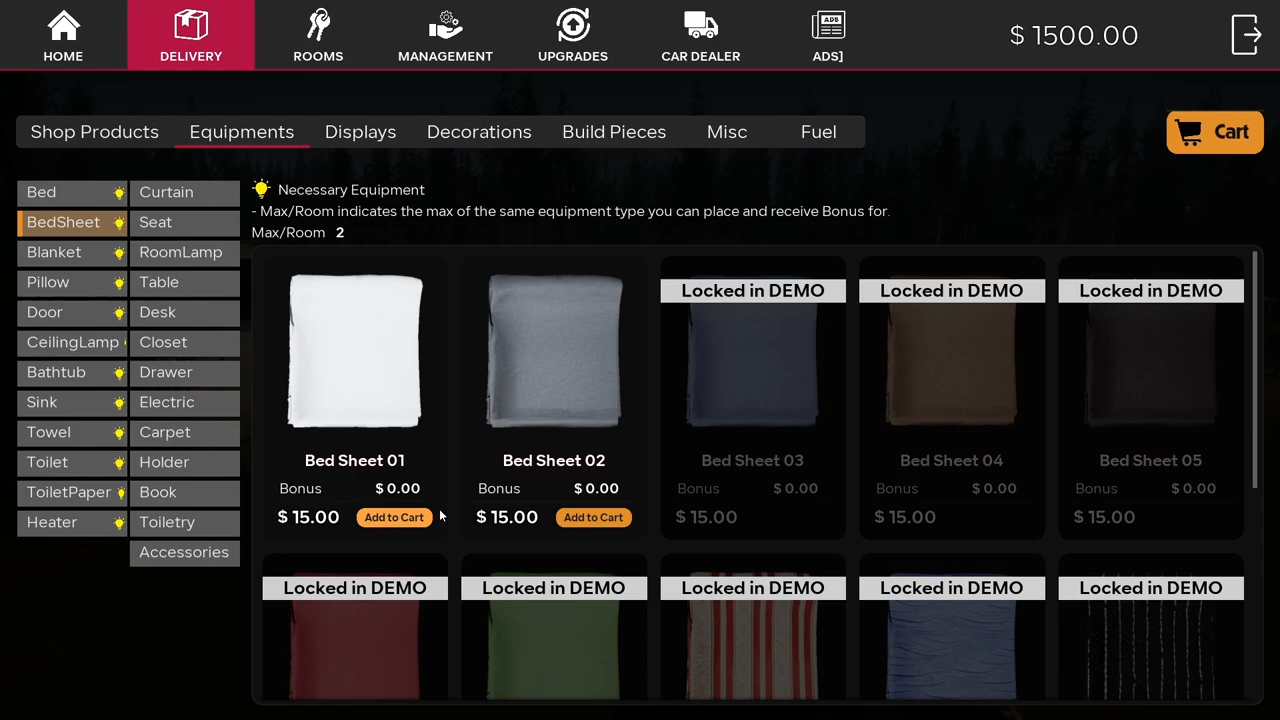 HOME
DELIVERY
ROOMS
MANAGEMENT
UPGRADES
CAR DEALER
ADS
ADS]
$ 1500.00
Shop Products
Equipments
Displays
Decorations
Build Pieces
Misc
Fuel
Cart
Bed
Curtain
BedSheet
Seat
Blanket
RoomLamp
Pillow
Table
Door
Desk
CeilingLamp
Closet
Bathtub
Drawer
Sink
Electric
Towel
Carpet
Toilet
Holder
ToiletPaper
Book
Heater
Toiletry
Accessories
Necessary Equipment
- Max/Room indicates the max of the same equipment type you can place and receive Bonus for.
Max/Room 2
Bed Sheet 01
Bonus $ 0.00
$ 15.00 Add to Cart
Bed Sheet 02
Bonus $ 0.00
$ 15.00 Add to Cart
Locked in DEMO
Bed Sheet 03
Bonus $ 0.00
$ 15.00
Locked in DEMO
Bed Sheet 04
Bonus $ 0.00
$ 15.00
Locked in DEMO
Bed Sheet 05
Bonus $ 0.00
$ 15.00
Locked in DEMO
Locked in DEMO
Locked in DEMO
Locked in DEMO
Locked in DEMO